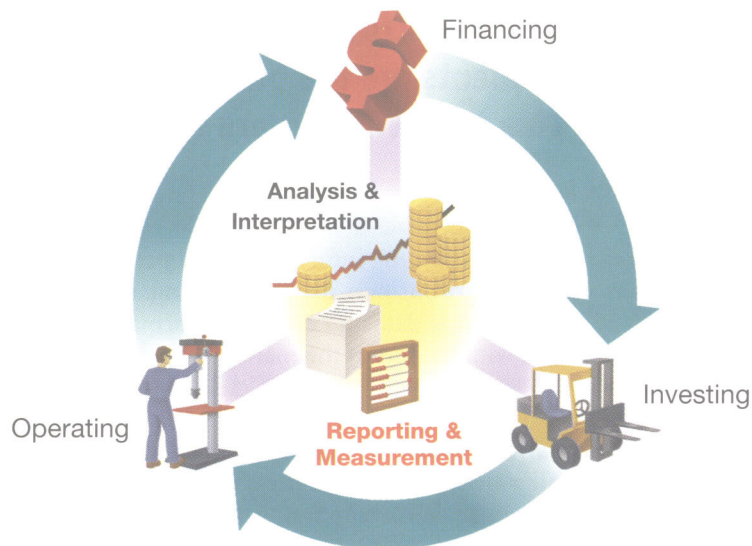 Financing
Analysis &
Interpretation
Investing
Operating
Reporting &
Measurement